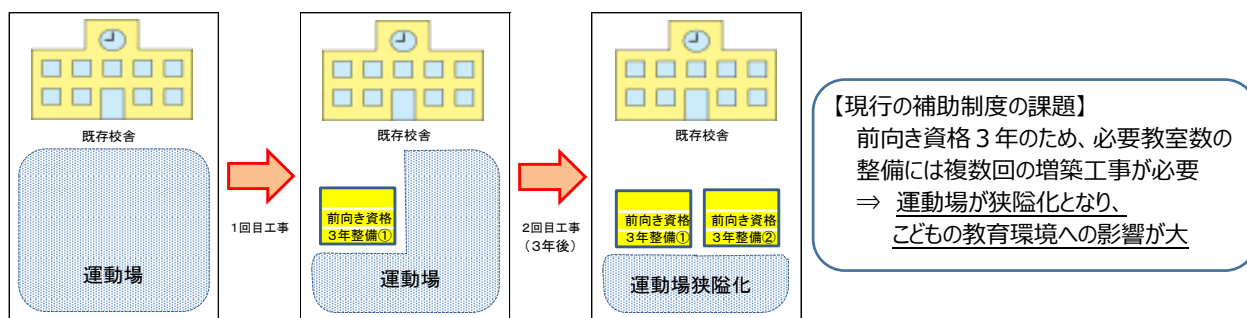 既存校舎
運動場
1回目工事
既存校舎
前向き資格
3年整備①
運動場
2回目工事
(3年後)
既存校舎
前向き資格
3年整備①
前向き資格
3年整備②
運動場狭隘化
【現行の補助制度の課題】
前向き資格３年のため、必要教室数の
整備には複数回の増築工事が必要
⇒ 運動場が狭隘化となり、
こどもの教育環境への影響が大